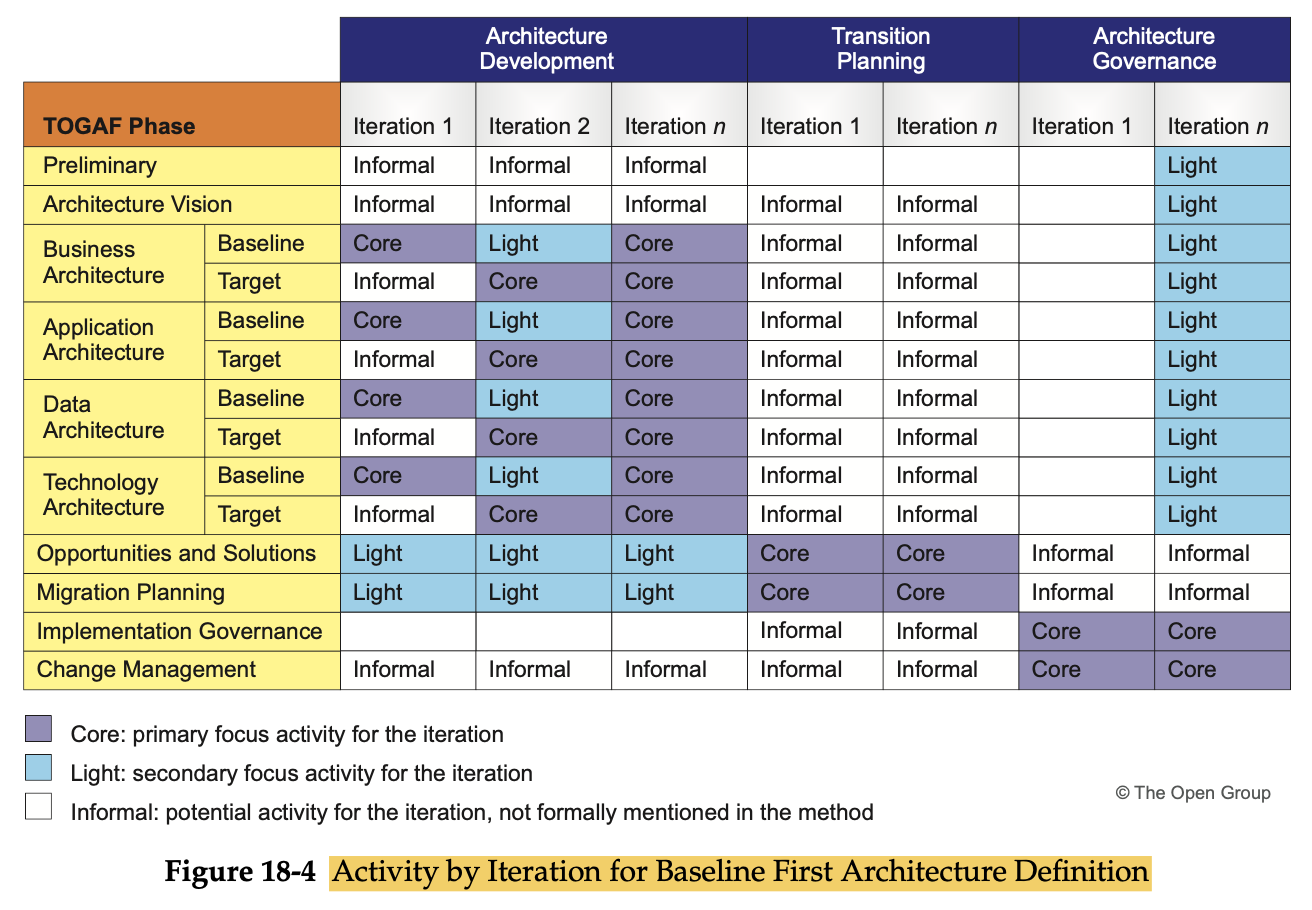 Architecture Development Transition Planning Architecture Governance
TOGAF Phase Iteration 1 Iteration 2 Iteration n Iteration 1 Iteration n Iteration 1 Iteration n
Preliminary Informal Informal Informal Light
Architecture Vision Informal Informal Informal Informal Informal Light
Business Architecture Baseline Core Light Core Informal Informal Light
Target Informal Core Core Informal Informal Light
Application Architecture Baseline Core Light Core Informal Informal Light
Target Informal Core Core Informal Informal Light
Data Architecture Baseline Core Light Core Informal Informal Light
Target Informal Core Core Informal Informal Light
Technology Architecture Baseline Core Light Core Informal Informal Light
Target Informal Core Core Informal Informal Light
Opportunities and Solutions Light Light Light Core Core Informal Informal
Migration Planning Light Light Light Core Core Informal Informal
Implementation Governance Informal Informal Core Core
Change Management Informal Informal Informal Informal Informal Core Core
Core: primary focus activity for the iteration
Light: secondary focus activity for the iteration
Informal: potential activity for the iteration, not formally mentioned in the method
© The Open Group
Figure 18-4 Activity by Iteration for Baseline First Architecture Definition